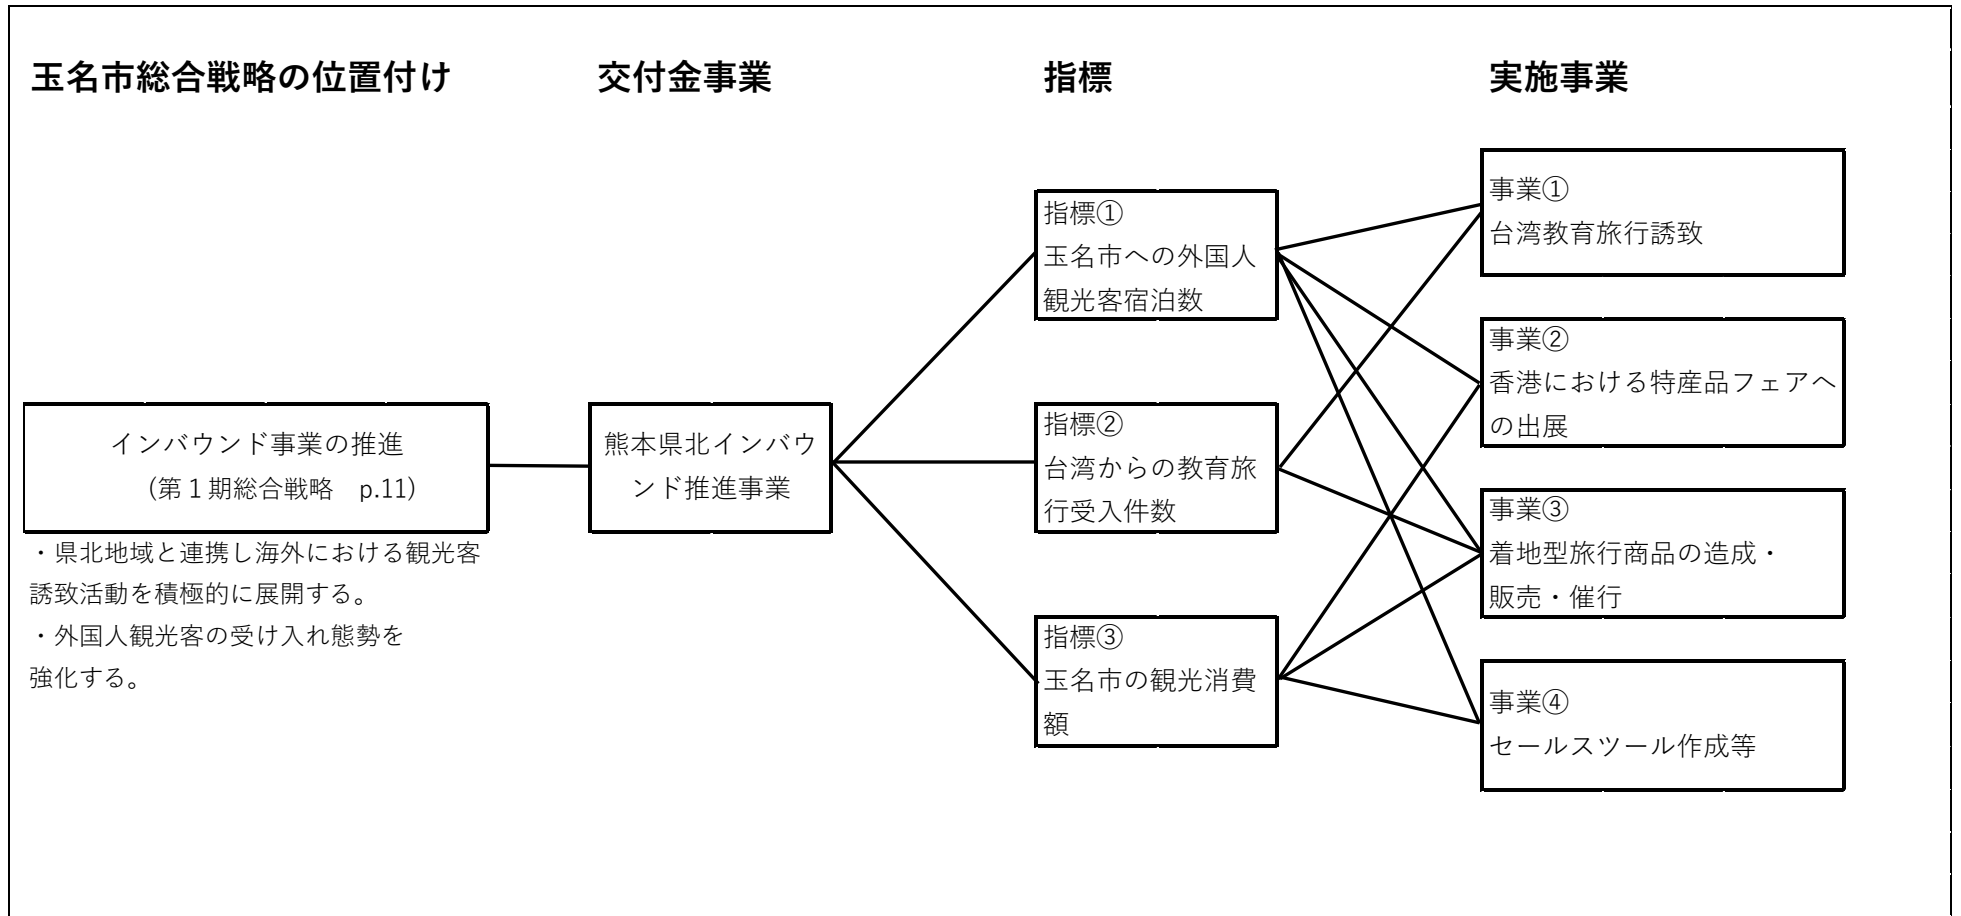 玉名市総合戦略の位置付け
交付金事業
指標
実施事業
インバウンド事業の推進
（第１期総合戦略　p.11）
・県北地域と連携し海外における観光客
誘致活動を積極的に展開する。
・外国人観光客の受け入れ態勢を
強化する。
熊本県北インバウ
ンド推進事業
指標①
玉名市への外国人
観光客宿泊数
指標②
台湾からの教育旅
行受入件数
指標③
玉名市の観光消費
額
事業①
台湾教育旅行誘致
事業②
香港における特産品フェアへ
の出展
事業③
着地型旅行商品の造成・
販売・催行
事業④
セールスツール作成等